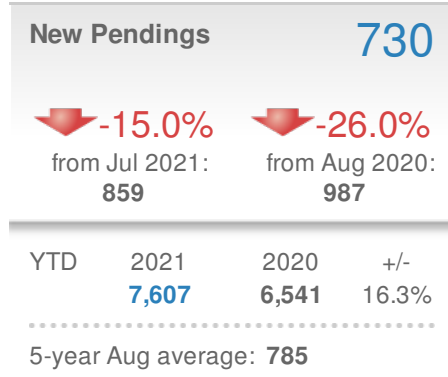 New Pendings 730
-15.0% -26.0%
from Jul 2021: from Aug 2020:
859 987
YTD 2021 2020 +/-
7,607 6,541 16.3%
5-year Aug average: 785